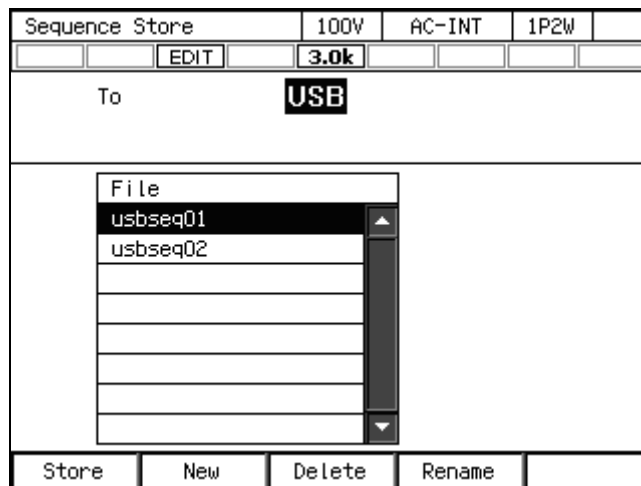 Sequence Store 100V AC-INT 1P2W
EDIT 3.0k
To USB
File
usbseq01
usbseq02
Store New Delete Rename